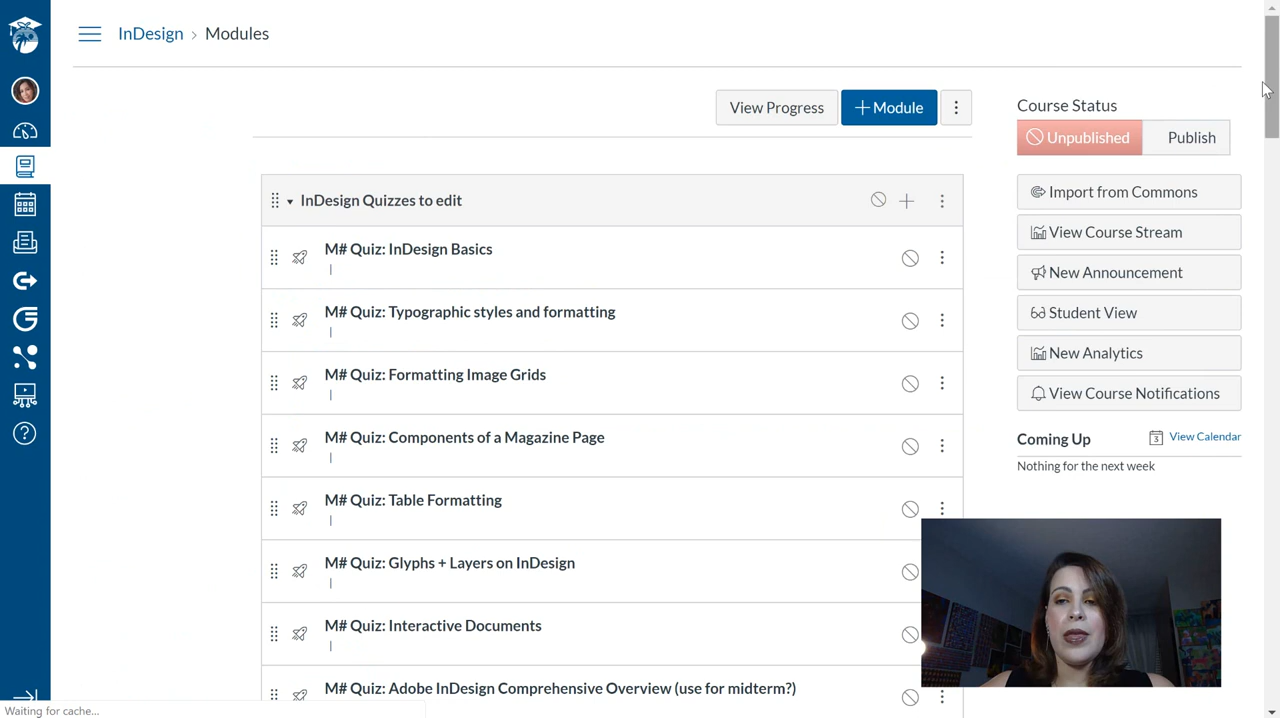 InDesign › Modules
View Progress
+ Module
Course Status
Unpublished
Publish
InDesign Quizzes to edit
Import from Commons
M# Quiz: InDesign Basics
|
View Course Stream
New Announcement
M# Quiz: Typographic styles and formatting
|
Student View
New Analytics
M# Quiz: Formatting Image Grids
|
View Course Notifications
M# Quiz: Components of a Magazine Page
|
Coming Up
3 View Calendar
Nothing for the next week
M# Quiz: Table Formatting
|
M# Quiz: Glyphs + Layers on InDesign
|
M# Quiz: Interactive Documents
|
M# Quiz: Adobe InDesign Comprehensive Overview (use for midterm?)
Waiting for cache...